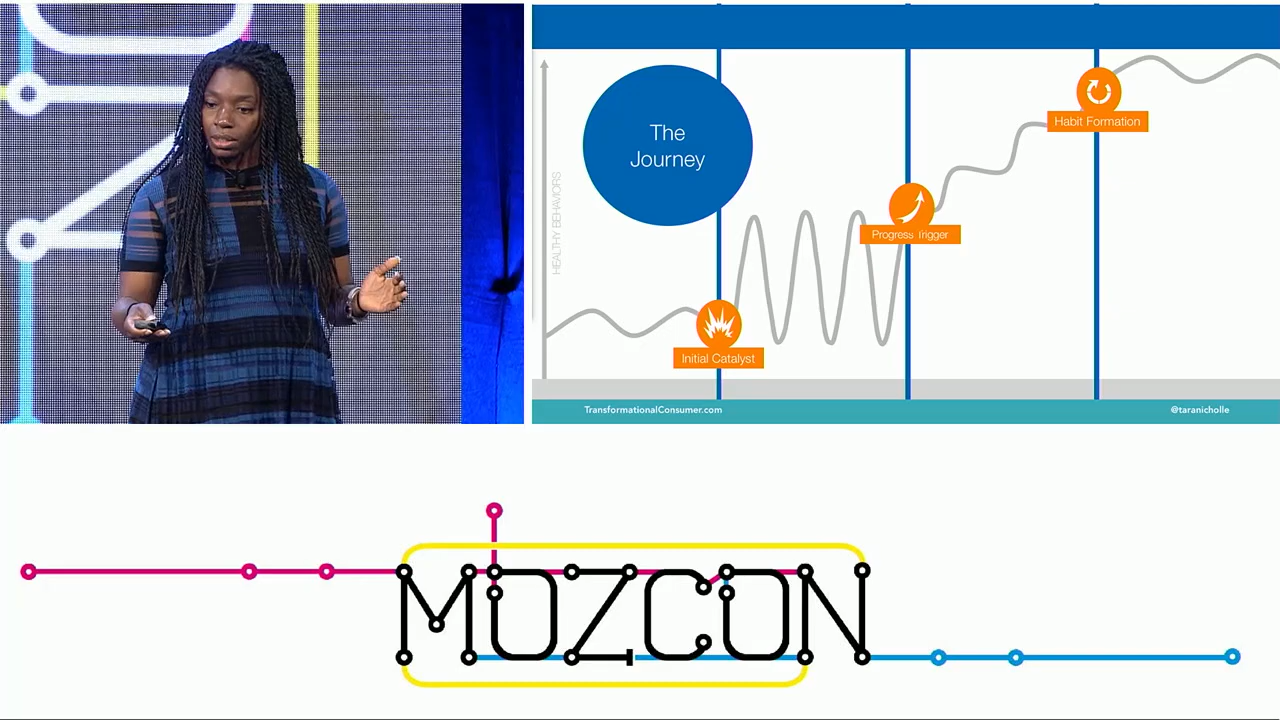 The
Journey
HEALTHY BEHAVIORS
Habit Formation
Progress Trigger
Initial Catalyst
TransformationalConsumer.com
@taranicholle
MOZCON